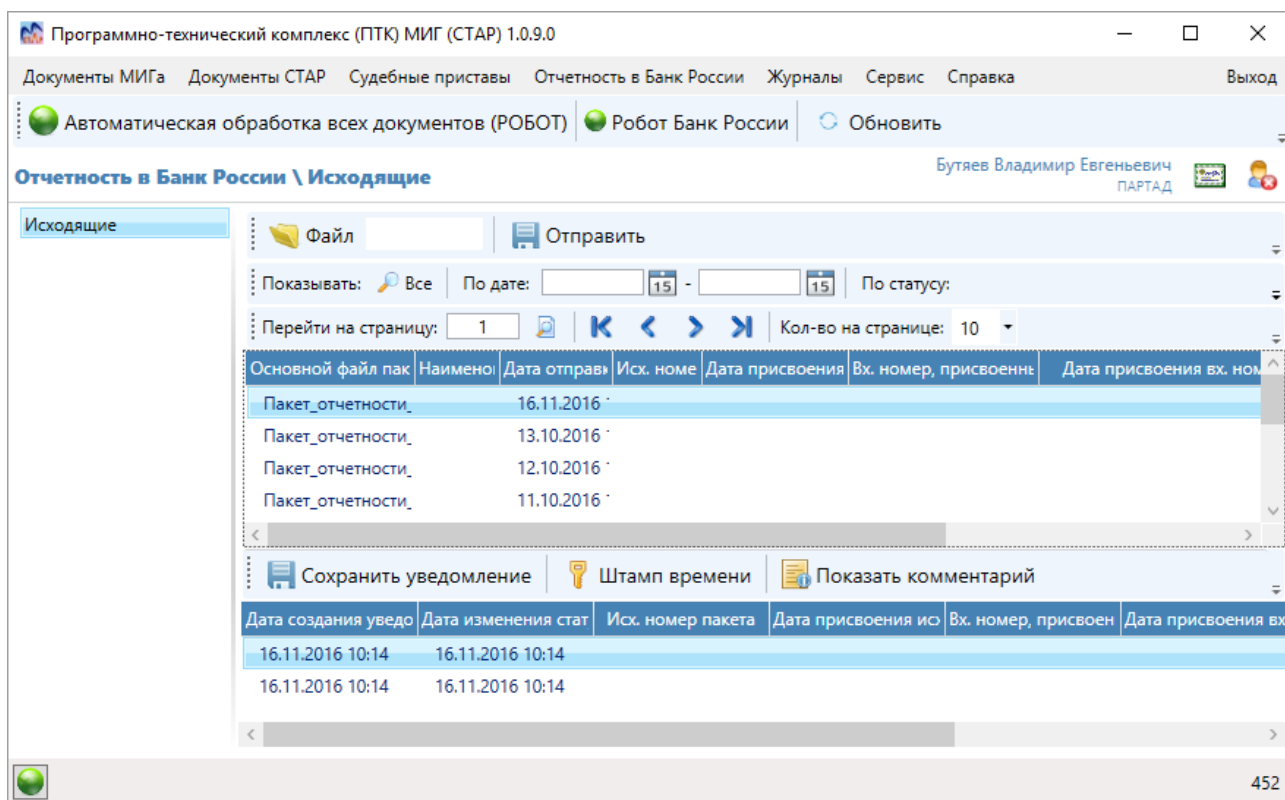 Программно-технический комплекс (ПТК) МИГ (СТАР) 1.0.9.0
Документы МИГа Документы СТАР Судебные приставы Отчетность в Банк России Журналы Сервис Справка Выход
Автоматическая обработка всех документов (РОБОТ) Робот Банк России Обновить
Отчетность в Банк России \ Исходящие
Бутяев Владимир Евгеньевич
ПАРТАД
Исходящие
Файл Отправить
Показывать: Все По дате: 15 - 15 По статусу:
Перейти на страницу: 1 Кол-во на странице: 10
Основной файл пак Наимено Дата отправ Исх. номе Дата присвоения Вх. номер, присвоенны Дата присвоения вх. ном
Пакет_отчетности_ 16.11.2016
Пакет_отчетности_ 13.10.2016
Пакет_отчетности_ 12.10.2016
Пакет_отчетности_ 11.10.2016
Сохранить уведомление Штамп времени Показать комментарий
Дата создания уведо Дата изменения стат Исх. номер пакета Дата присвоения исх Вх. номер, присвоен Дата присвоения вх
16.11.2016 10:14 16.11.2016 10:14
16.11.2016 10:14 16.11.2016 10:14
452